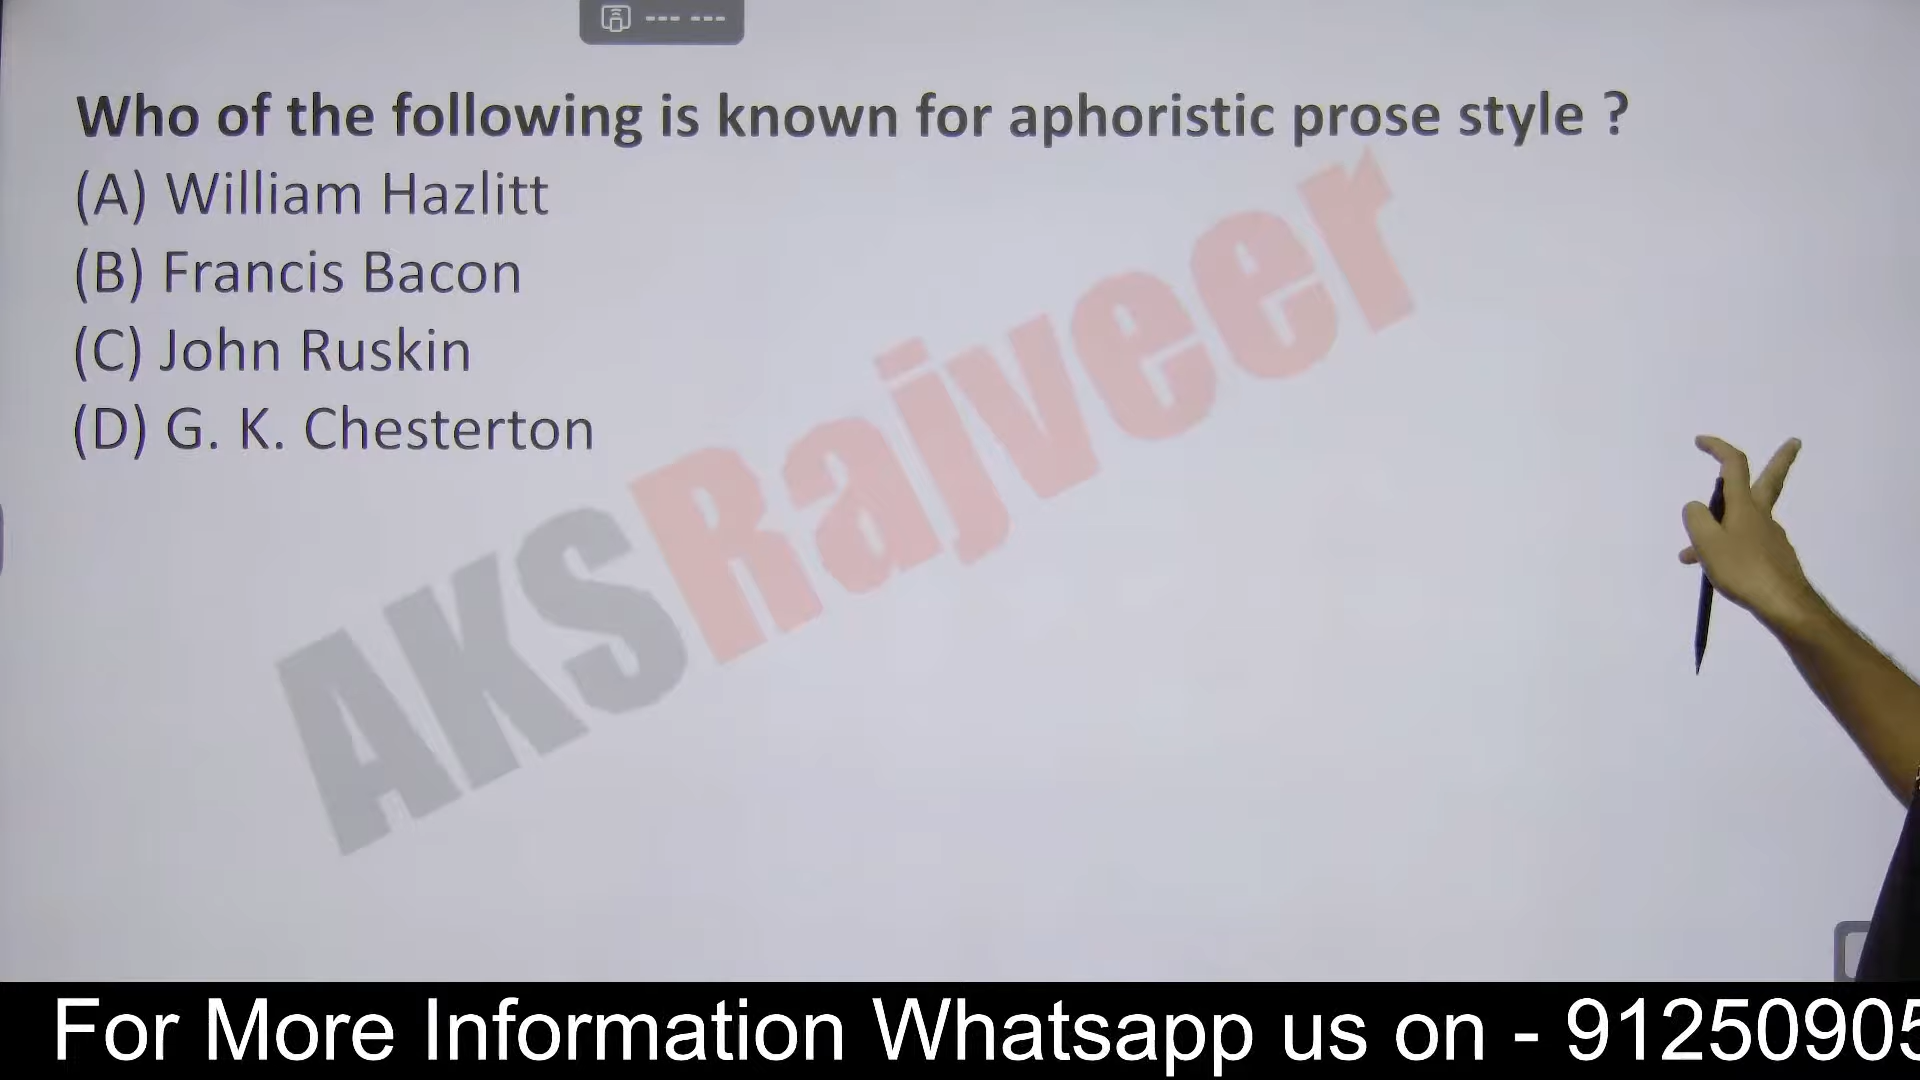 Who of the following is known for aphoristic prose style ?
(A) William Hazlitt
(B) Francis Bacon
(C) John Ruskin
(D) G. K. Chesterton
AKSRajveer
For More Information Whatsapp us on - 9125090